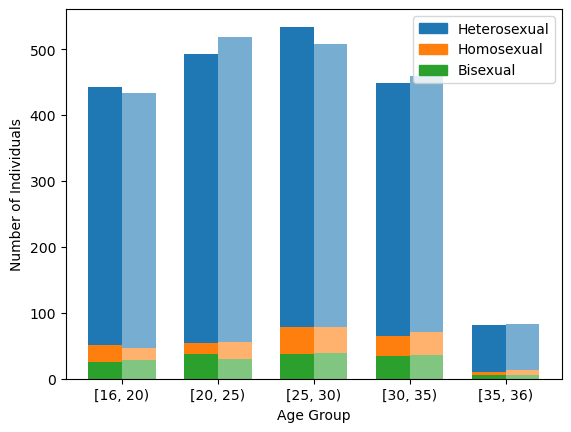 Heterosexual
Homosexual
Bisexual
Number of Individuals
500
400
300
200
100
0
[16, 20)
[20, 25)
[25, 30)
[30, 35)
[35, 36)
Age Group